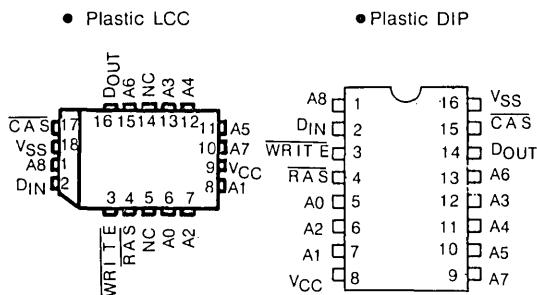 ● Plastic LCC
DOUT A6 NC A3 A4
16 15 14 13 12
CAS 17
VSS 18
A8 1
DIN 2
11 A5
10 A7
9 VCC
8 A1
3 4 5 6 7
WRITE RAS NC A0 A2
● Plastic DIP
A8 1 16 VSS
DIN 2 15 CAS
WRITE 3 14 DOUT
RAS 4 13 A6
A0 5 12 A3
A2 6 11 A4
A1 7 10 A5
VCC 8 9 A7